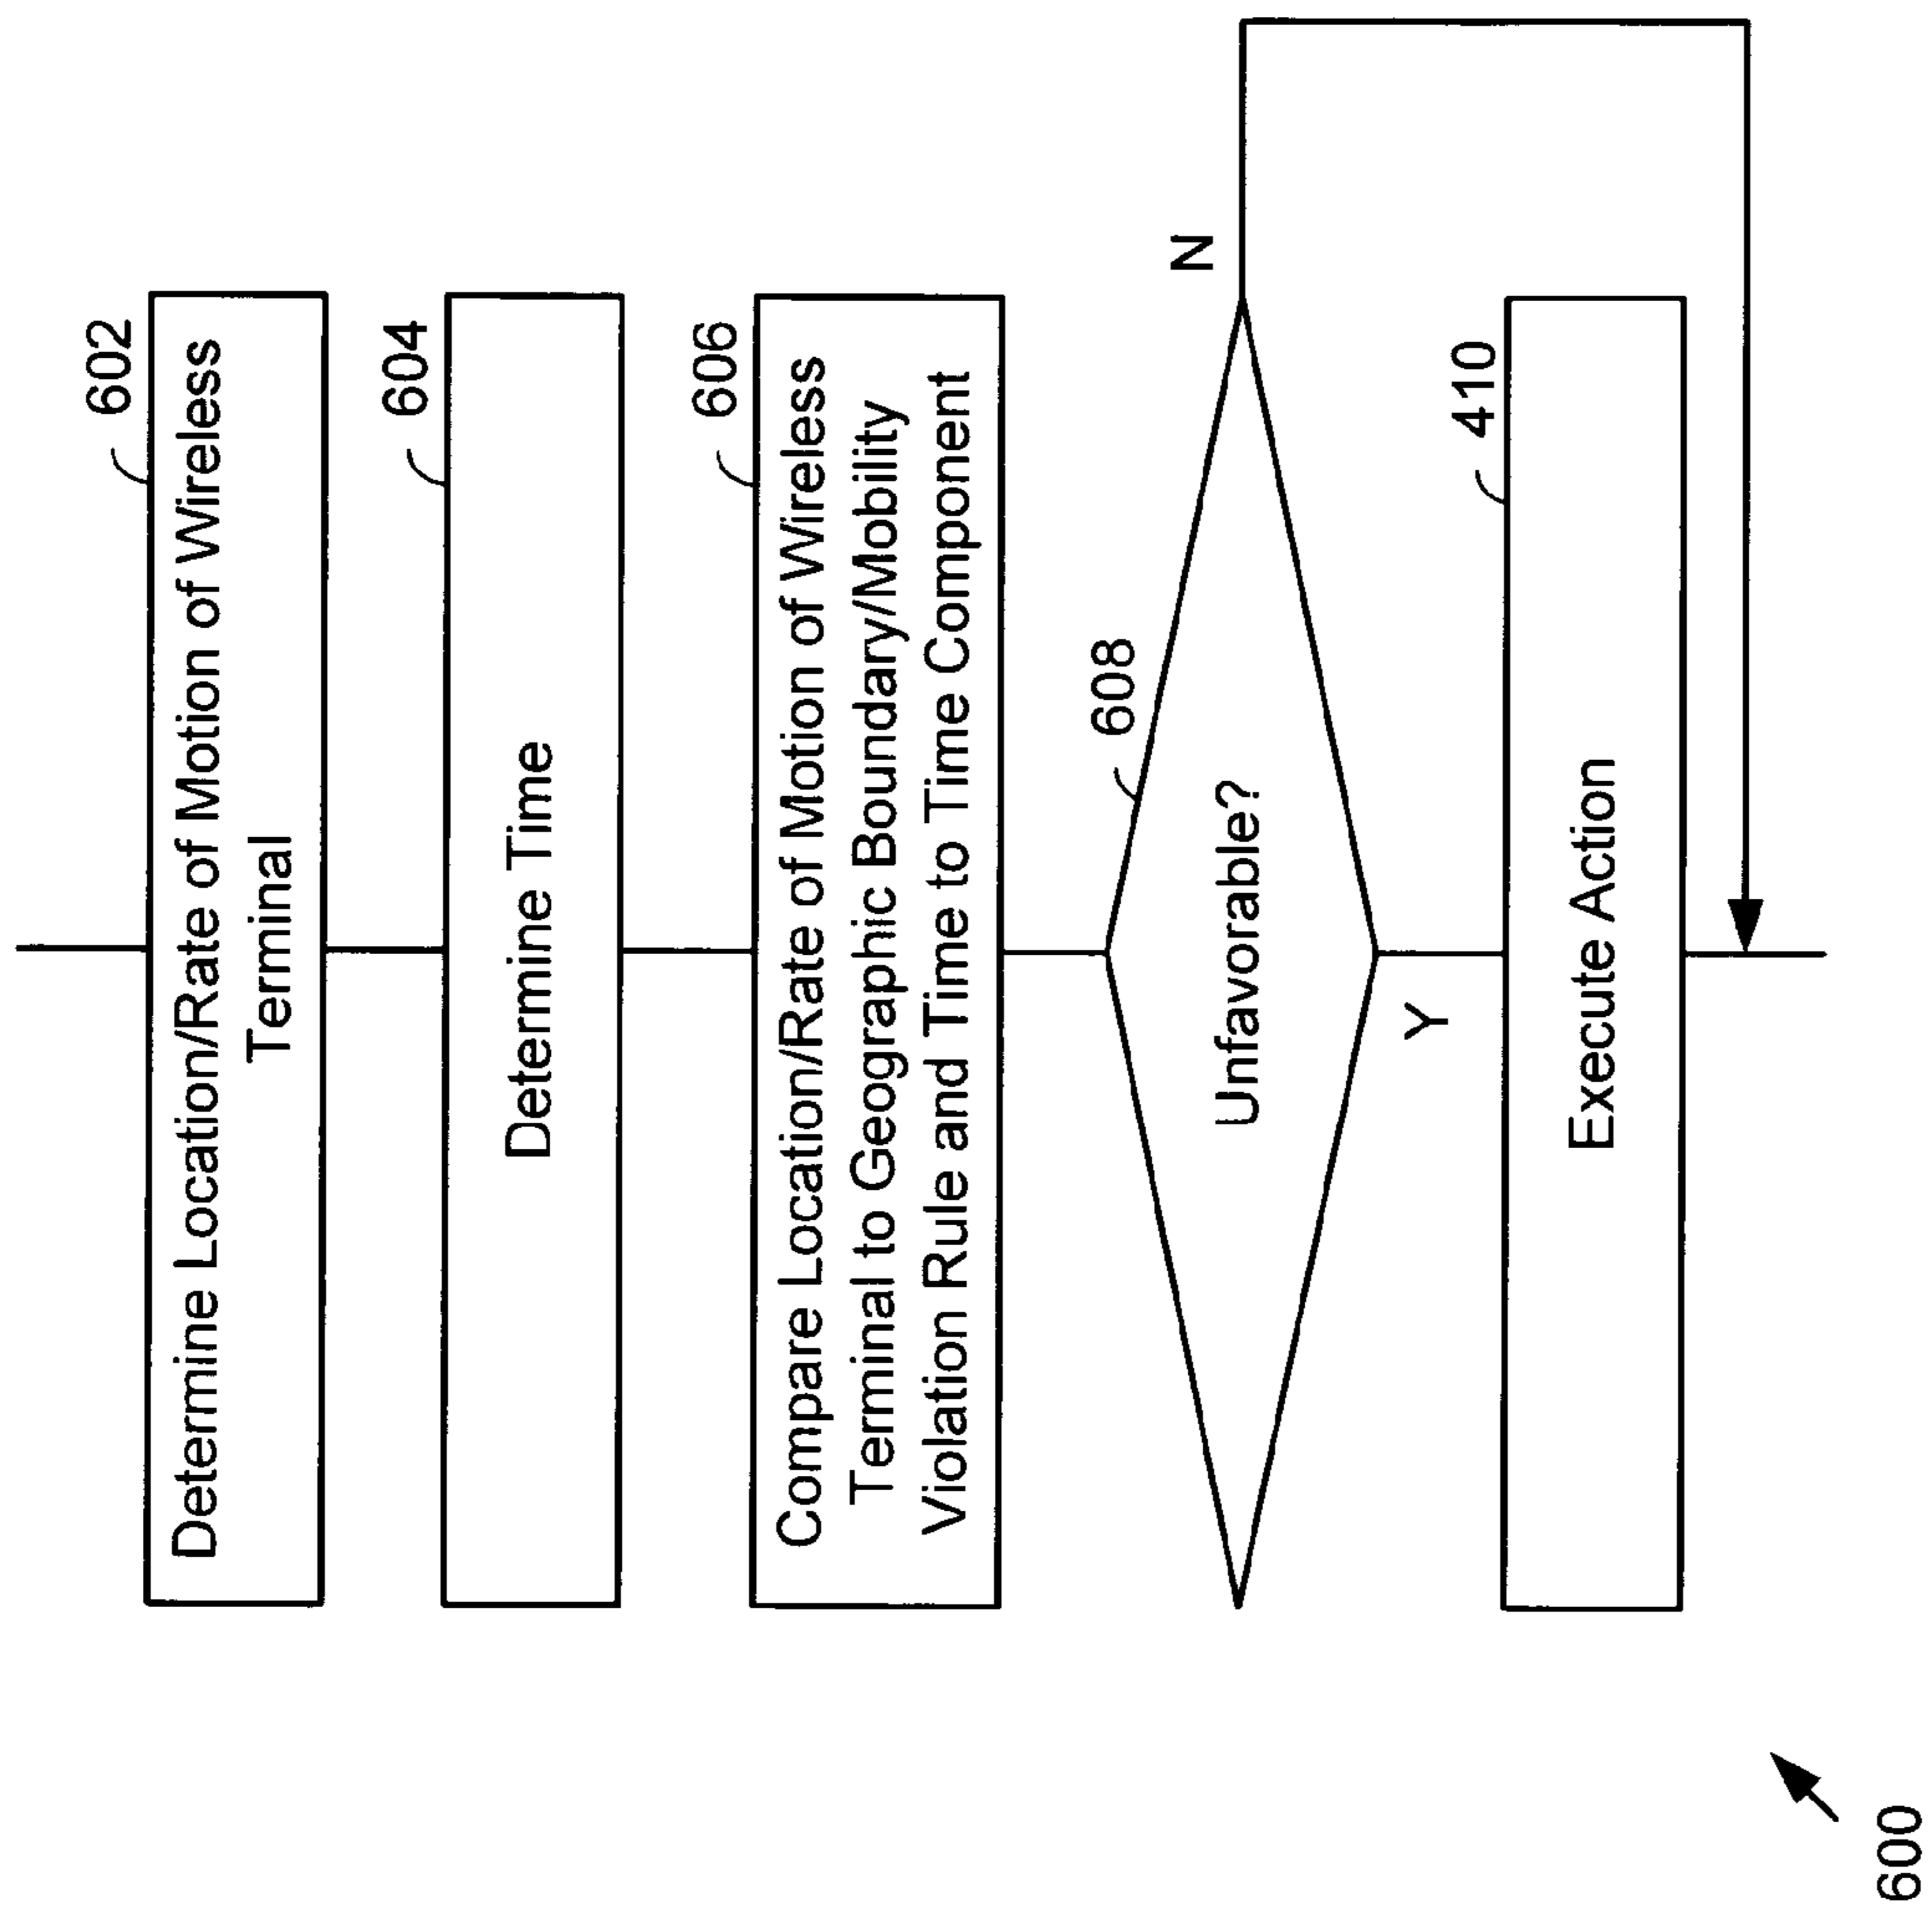 602
Determine Location/Rate of Motion of Wireless
Terminal
604
Determine Time
606
Compare Location/Rate of Motion of Wireless
Terminal to Geographic Boundary/Mobility
Violation Rule and Time to Time Component
608
Unfavorable?
N
Y
410
Execute Action
600